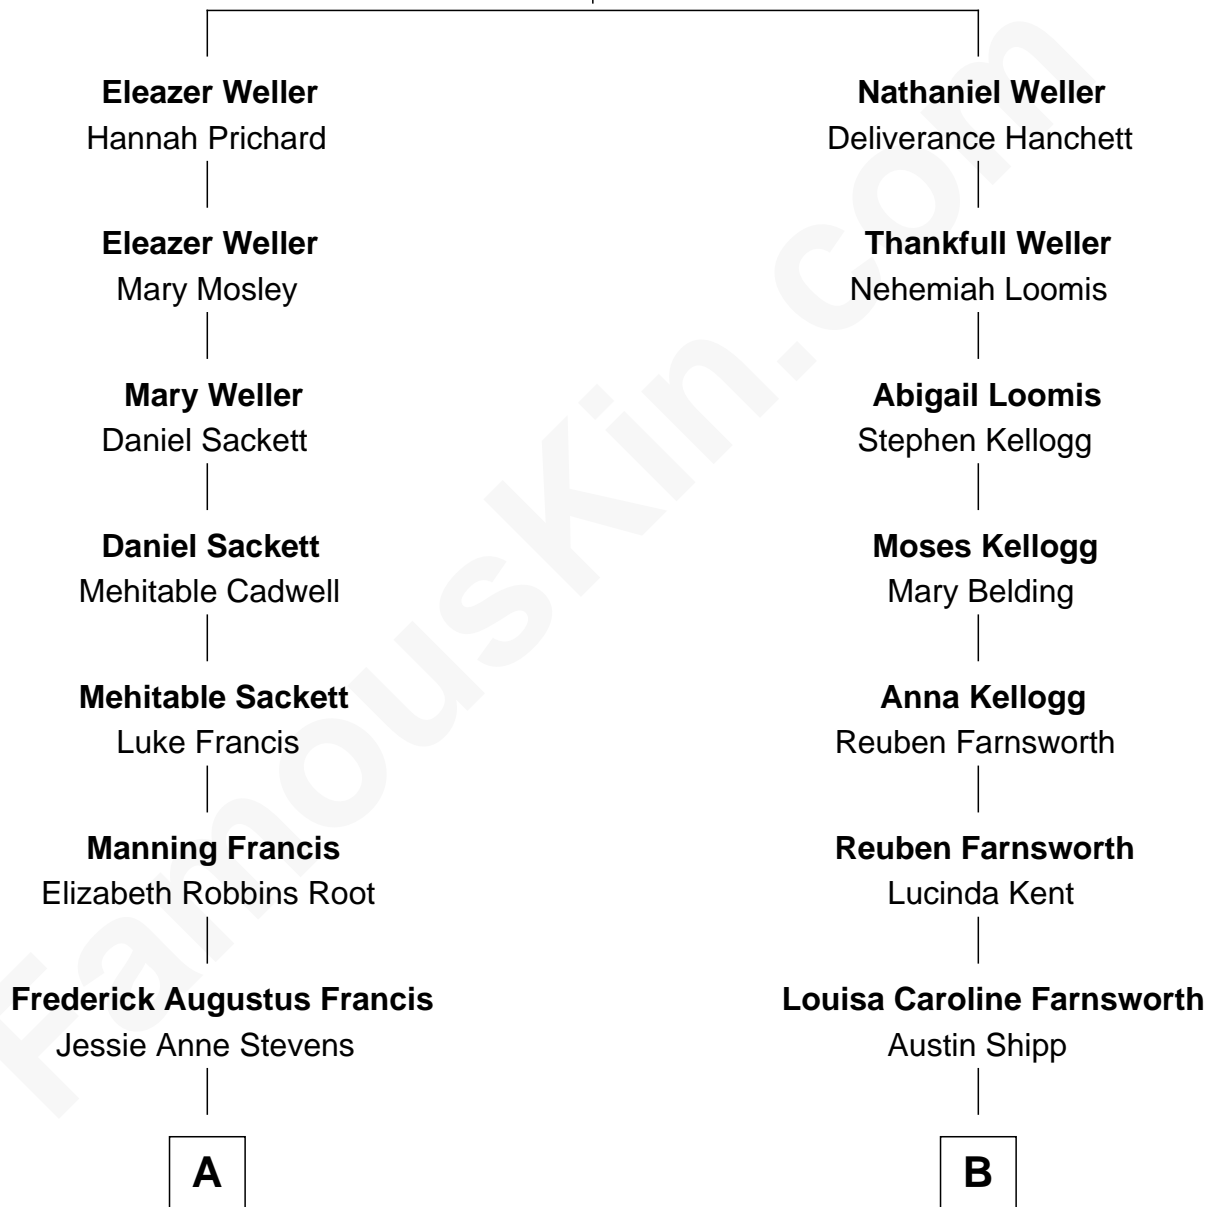 Eleazer Weller
Hannah Prichard
Nathaniel Weller
Deliverance Hanchett
Eleazer Weller
Mary Mosley
Thankfull Weller
Nehemiah Loomis
Mary Weller
Daniel Sackett
Abigail Loomis
Stephen Kellogg
Daniel Sackett
Mehitable Cadwell
Moses Kellogg
Mary Belding
Mehitable Sackett
Luke Francis
Anna Kellogg
Reuben Farnsworth
Manning Francis
Elizabeth Robbins Root
Reuben Farnsworth
Lucinda Kent
Frederick Augustus Francis
Jessie Anne Stevens
Louisa Caroline Farnsworth
Austin Shipp
A
B
FamousKin.com